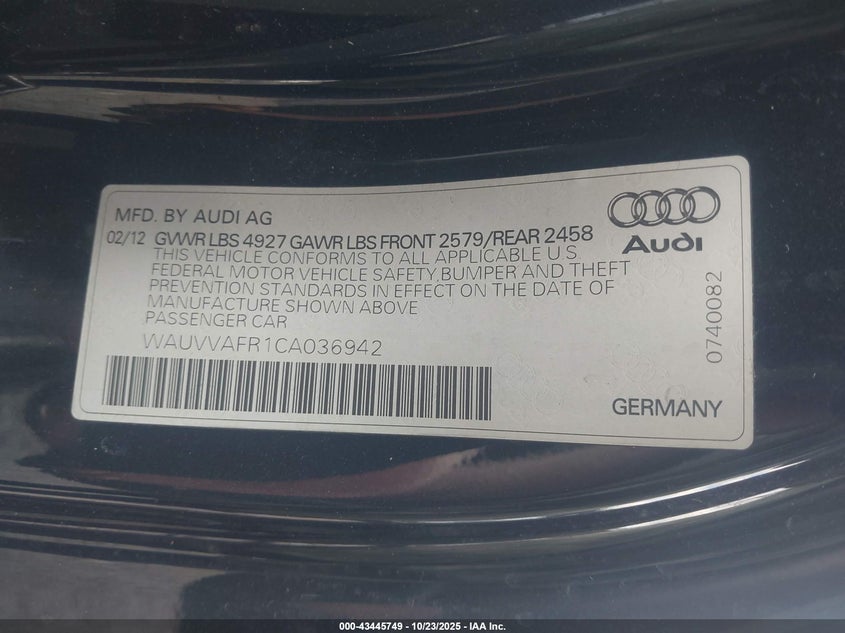 MFD. BY AUDI AG
02/12 GVWR LBS 4927 GAWR LBS FRONT 2579/REAR 2458
THIS VEHICLE CONFORMS TO ALL APPLICABLE U.S
FEDERAL MOTOR VEHICLE SAFETY, BUMPER AND THEFT
PREVENTION STANDARDS IN EFFECT ON THE DATE OF
MANUFACTURE SHOWN ABOVE
PASSENGER CAR
WAUVVAFR1CA036942
Audi
0740082
GERMANY
000-43445749 - 10/23/2025 - IAA Inc.